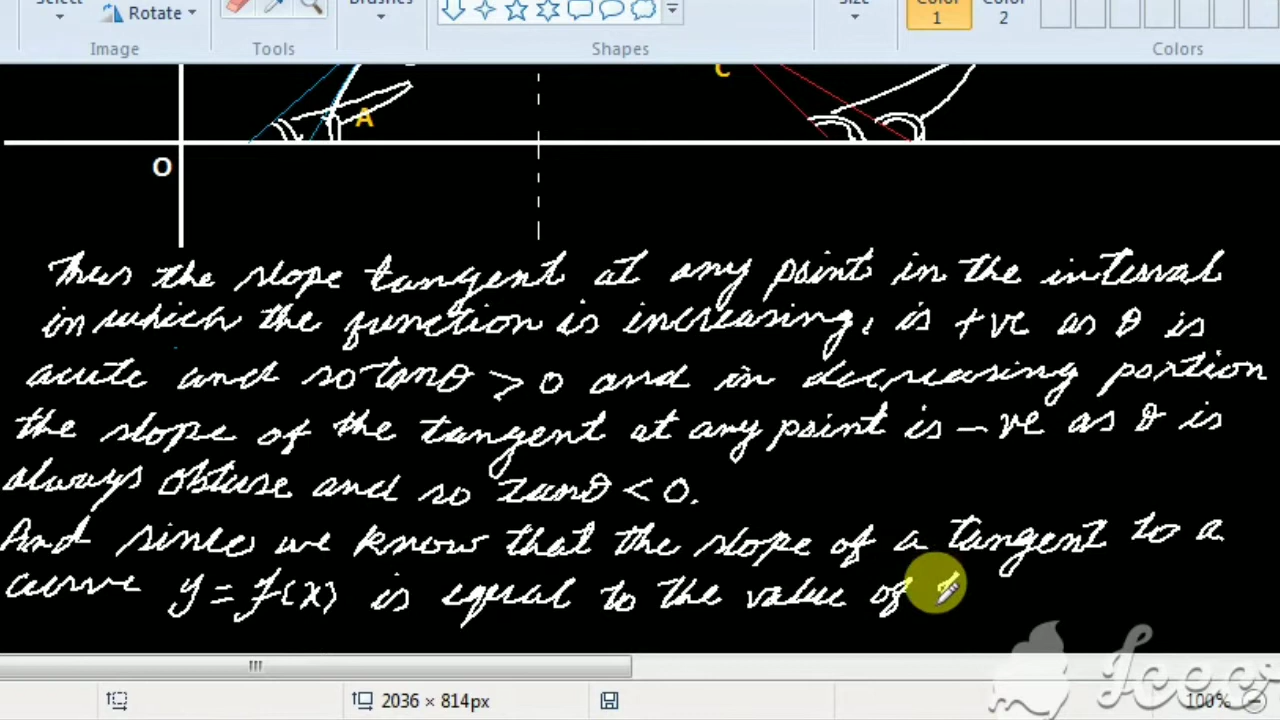 Select
Rotate
Brushes
Size
Color
1
Color
2
Image
Tools
Shapes
Colors
C
A
O
Thus the slope tangent at any point in the interval
in which the function is increasing, is +ve as θ is
acute and so tanθ > 0 and in decreasing portion
the slope of the tangent at any point is -ve as θ is
always obtuse and so tanθ < 0.
And since we know that the slope of a tangent to a
curve y = f(x) is equal to the value of
2036 × 814px
100%